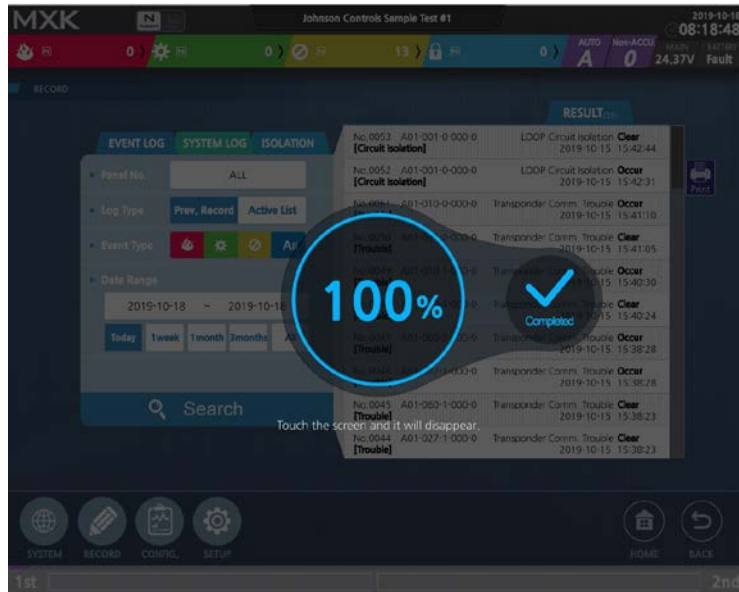 MXK
N
Johnson Controls Sample Test #1
2019-10-18
08:18:48
0
0
13
0
AUTO
A
Non-ACCU
0
MAIN
24.37V
BATTERY
Fault
RECORD
RESULT
EVENT LOG
SYSTEM LOG
ISOLATION
Panel No.
ALL
Log Type
Prev. Record
Active List
Event Type
Date Range
2019-10-18 ~ 2019-10-18
Today
1week
1month
3months
Search
No.0053 A01-001-0-000-0 LOOP Circuit Isolation Clear
[Circuit Isolation] 2019-10-15 15:42:44
No.0052 A01-001-0-000-0 LOOP Circuit Isolation Occur
[Circuit Isolation] 2019-10-15 15:42:31
Transponder Comm. Trouble Occur
2019-10-15 15:41:10
Transponder Comm. Trouble Clear
2019-10-15 15:41:05
Occur
15:40:30
Clear
15:40:24
Occur
2019-10-15 15:38:28
Transponder Comm. Trouble Occur
2019-10-15 15:38:28
No.0045 A01-060-1-000-0 Transponder Comm. Trouble Clear
[Trouble] 2019-10-15 15:38:23
No.0044 A01-027-1-000-0 Transponder Comm. Trouble Clear
[Trouble] 2019-10-15 15:38:23
Print
100%
Completed
Touch the screen and it will disappear.
SYSTEM
RECORD
CONFIG.
SETUP
HOME
BACK
1st
2nd